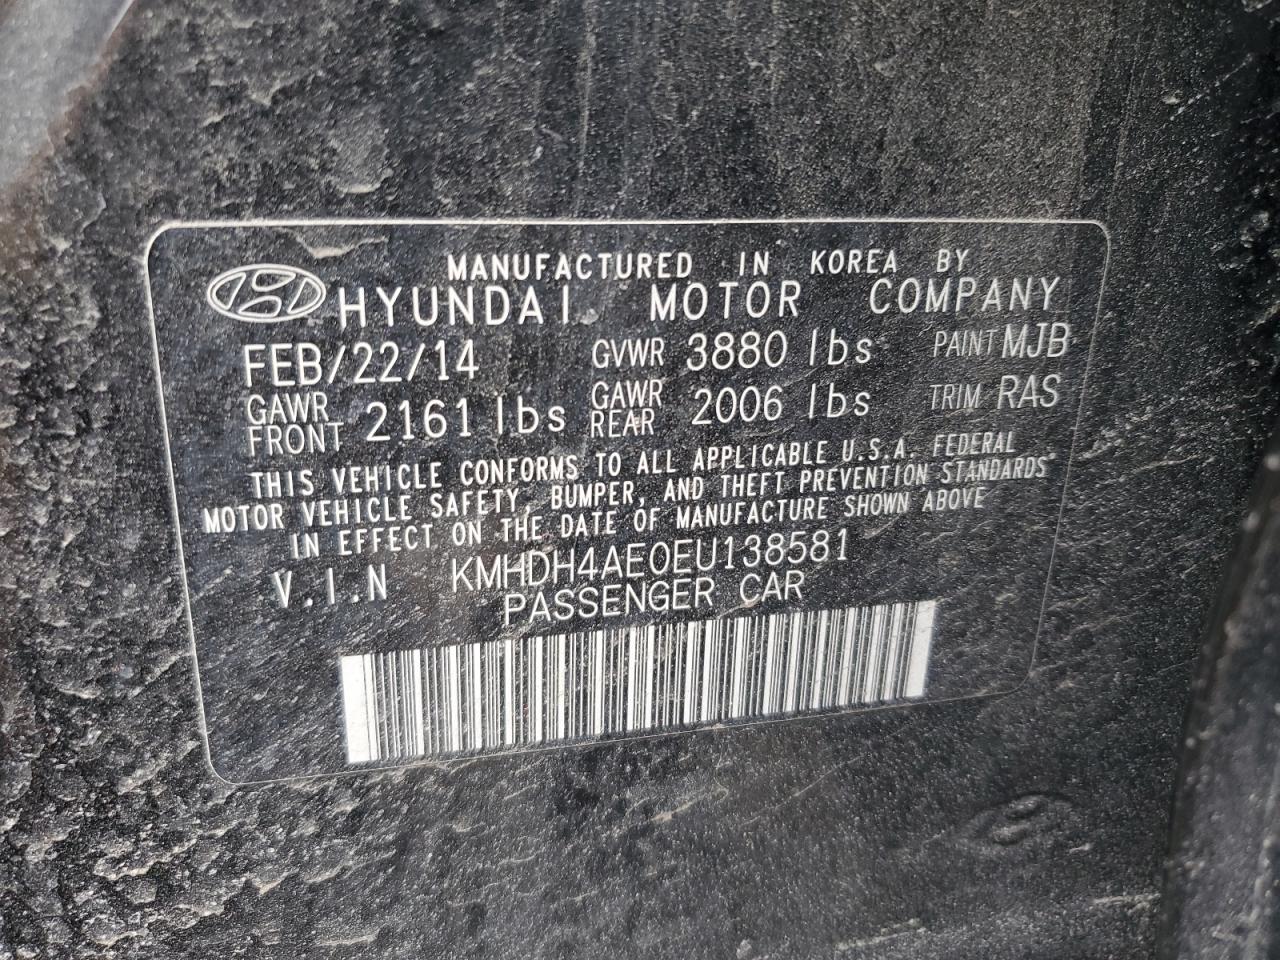 MANUFACTURED IN KOREA BY
HYUNDAI MOTOR COMPANY
FEB/22/14 GVWR 3880 lbs PAINT MJB
GAWR FRONT 2161 lbs GAWR REAR 2006 lbs TRIM RAS
THIS VEHICLE CONFORMS TO ALL APPLICABLE U.S.A. FEDERAL
MOTOR VEHICLE SAFETY, BUMPER, AND THEFT PREVENTION STANDARDS
IN EFFECT ON THE DATE OF MANUFACTURE SHOWN ABOVE
V.I.N KMHDH4AE0EU138581
PASSENGER CAR